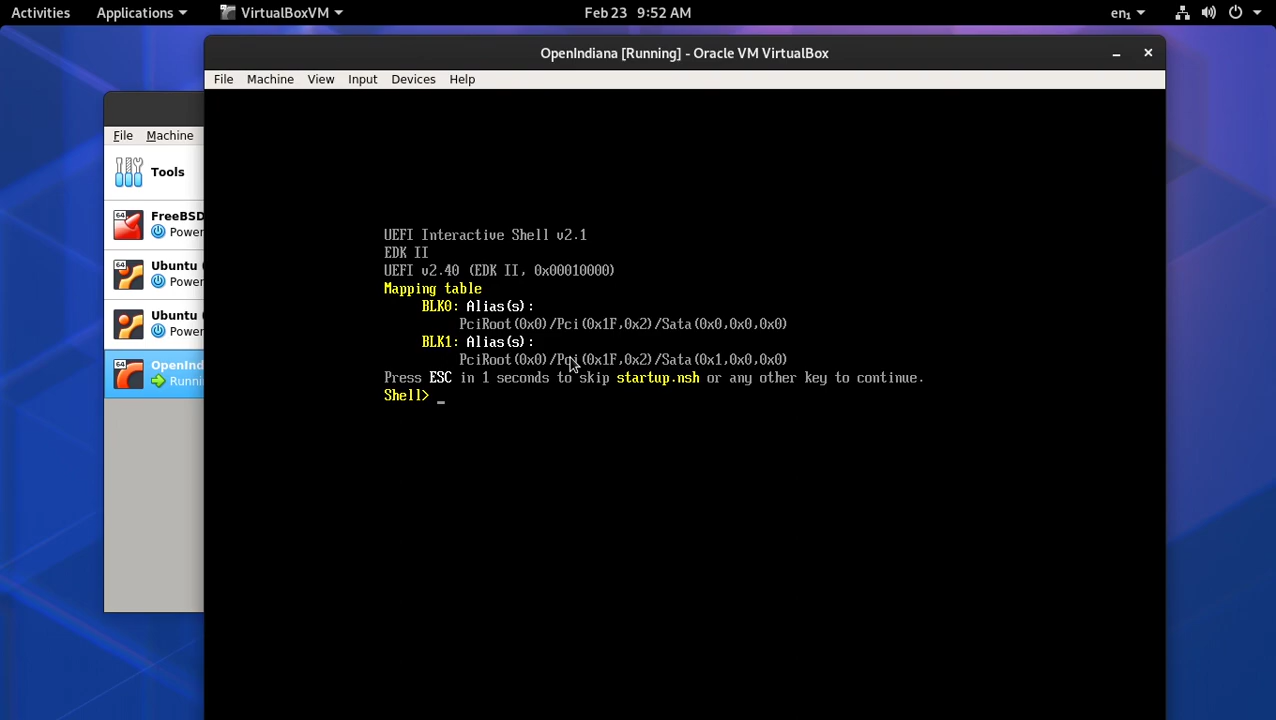 Activities Applications VirtualBoxVM Feb 23 9:52 AM en₁
OpenIndiana [Running] - Oracle VM VirtualBox
File Machine View Input Devices Help
File Machine
Tools
64 FreeBSD
Power
64 Ubuntu (
Power
Ubuntu (
Power
64 OpenInd
Runni
UEFI Interactive Shell v2.1
EDK II
UEFI v2.40 (EDK II, 0x00010000)
Mapping table
BLK0: Alias(s):
PciRoot(0x0)/Pci(0x1F,0x2)/Sata(0x0,0x0,0x0)
BLK1: Alias(s):
PciRoot(0x0)/Pci(0x1F,0x2)/Sata(0x1,0x0,0x0)
Press ESC in 1 seconds to skip startup.nsh or any other key to continue.
Shell> _